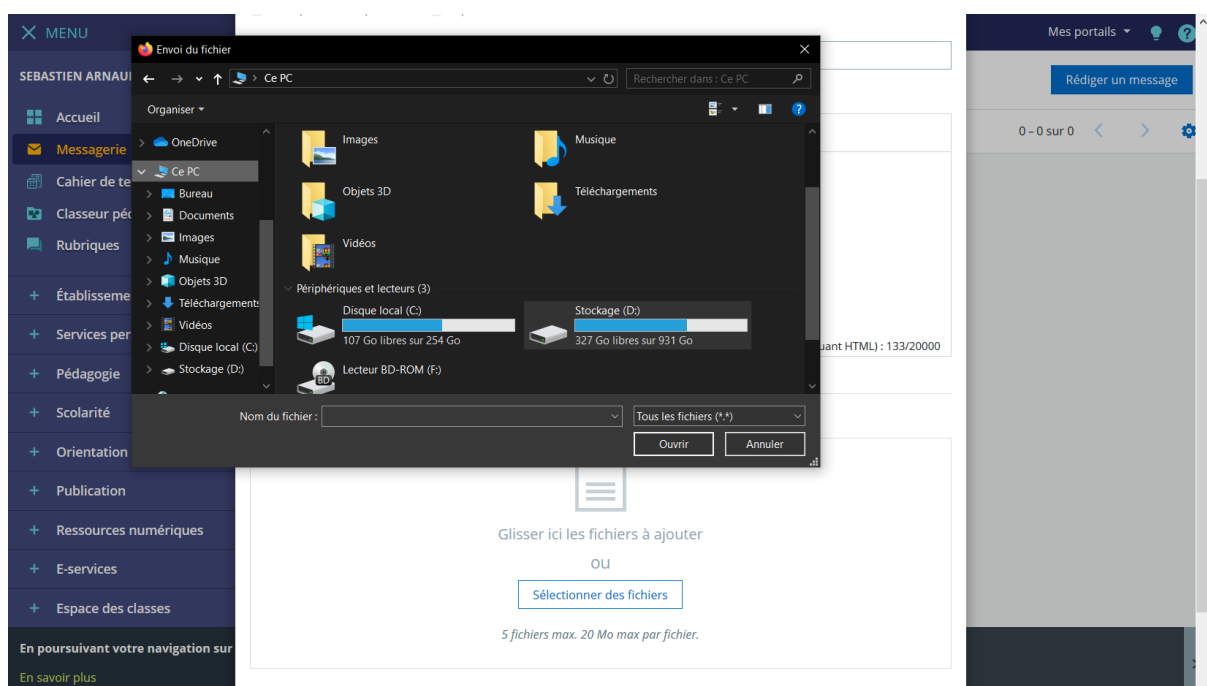 MENU
Mes portails
?
SEBASTIEN ARNAU
Rédiger un message
Accueil
0 – 0 sur 0
Messagerie
Cahier de te
Classeur péd
Rubriques
Établisseme
Services per
Pédagogie
Scolarité
Orientation
Publication
Ressources numériques
E-services
Espace des classes
En poursuivant votre navigation sur
En savoir plus
Envoi du fichier
Ce PC
Rechercher dans : Ce PC
Organiser
?
OneDrive
Ce PC
Bureau
Documents
Images
Musique
Objets 3D
Téléchargements
Vidéos
Disque local (C:)
Stockage (D:)
Images
Musique
Objets 3D
Téléchargements
Vidéos
Périphériques et lecteurs (3)
Disque local (C:)
107 Go libres sur 254 Go
Stockage (D:)
327 Go libres sur 931 Go
BD
Lecteur BD-ROM (F:)
Nom du fichier :
Tous les fichiers (*.*)
Ouvrir
Annuler
uant HTML) : 133/20000
Glisser ici les fichiers à ajouter
ou
Sélectionner des fichiers
5 fichiers max. 20 Mo max par fichier.